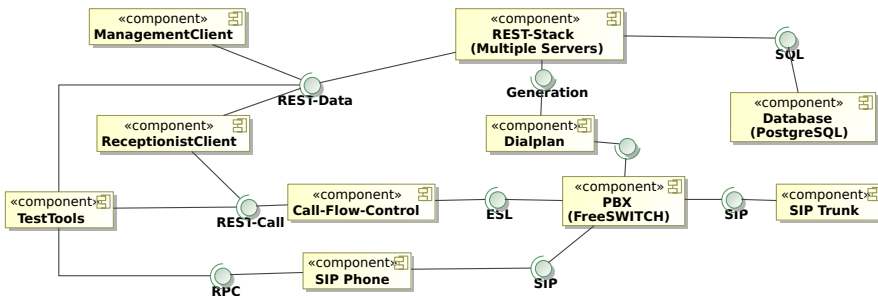 «component»
ManagementClient
«component»
REST-Stack
(Multiple Servers)
SQL
REST-Data
Generation
«component»
Database
(PostgreSQL)
«component»
ReceptionistClient
«component»
Dialplan
«component»
TestTools
REST-Call
«component»
Call-Flow-Control
ESL
«component»
PBX
(FreeSWITCH)
SIP
«component»
SIP Trunk
RPC
«component»
SIP Phone
SIP